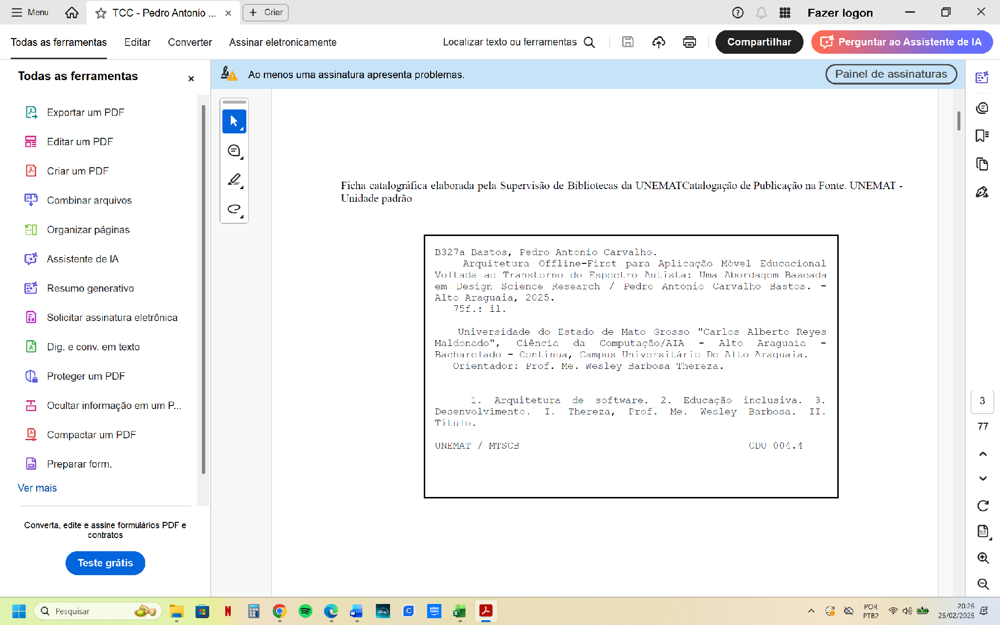 Menu
TCC - Pedro Antonio ...
Criar
Fazer logon
Todas as ferramentas
Editar
Converter
Assinar eletronicamente
Localizar texto ou ferramentas
Compartilhar
Perguntar ao Assistente de IA
Todas as ferramentas
Ao menos uma assinatura apresenta problemas.
Painel de assinaturas
Exportar um PDF
Editar um PDF
Criar um PDF
Combinar arquivos
Organizar páginas
Assistente de IA
Resumo generativo
Solicitar assinatura eletrônica
Dig. e conv. em texto
Proteger um PDF
Ocultar informação em um P...
Compactar um PDF
Preparar form.
Ver mais
Converta, edite e assine formulários PDF e
contratos
Teste grátis
Ficha catalográfica elaborada pela Supervisão de Bibliotecas da UNEMATCatalogação de Publicação na Fonte. UNEMAT -
Unidade padrão
B327a Bastos, Pedro Antonio Carvalho.
Arquitetura Offline-First para Aplicação Móvel Educacional
Voltada ao Transtorno do Espectro Autista: Uma Abordagem Baseada
em Design Science Research / Pedro Antonio Carvalho Bastos. -
Alto Araguaia, 2025.
75f.: il.
Universidade do Estado de Mato Grosso "Carlos Alberto Reyes
Maldonado", Ciência da Computação/AIA - Alto Araguaia -
Bacharelado - Contínua, Campus Universitário De Alto Araguaia.
Orientador: Prof. Me. Wesley Barbosa Thereza.
1. Arquitetura de software. 2. Educação inclusiva. 3.
Desenvolvimento. I. Thereza, Prof. Me. Wesley Barbosa. II.
Título.
UNEMAT / MTSCB CDU 004.4
3
77
1:1
Pesquisar
POR
PTB2
20:26
26/02/2026